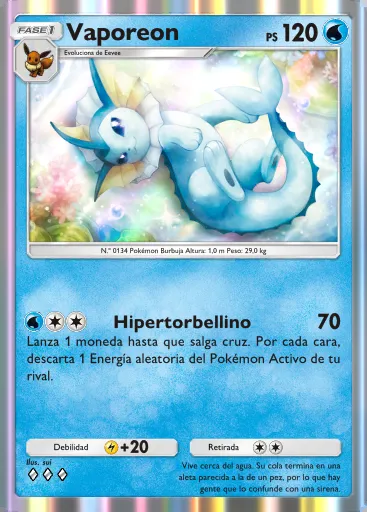 FASE 1
Vaporeon
PS 120
Evoluciona de Eevee
N.º 0134 Pokémon Burbuja Altura: 1,0 m Peso: 29,0 kg
Hipertorbellino 70
Lanza 1 moneda hasta que salga cruz. Por cada cara,
descarta 1 Energía aleatoria del Pokémon Activo de tu
rival.
Debilidad +20
Retirada
Ilus. sui
Vive cerca del agua. Su cola termina en una
aleta parecida a la de un pez, por lo que hay
gente que lo confunde con una sirena.